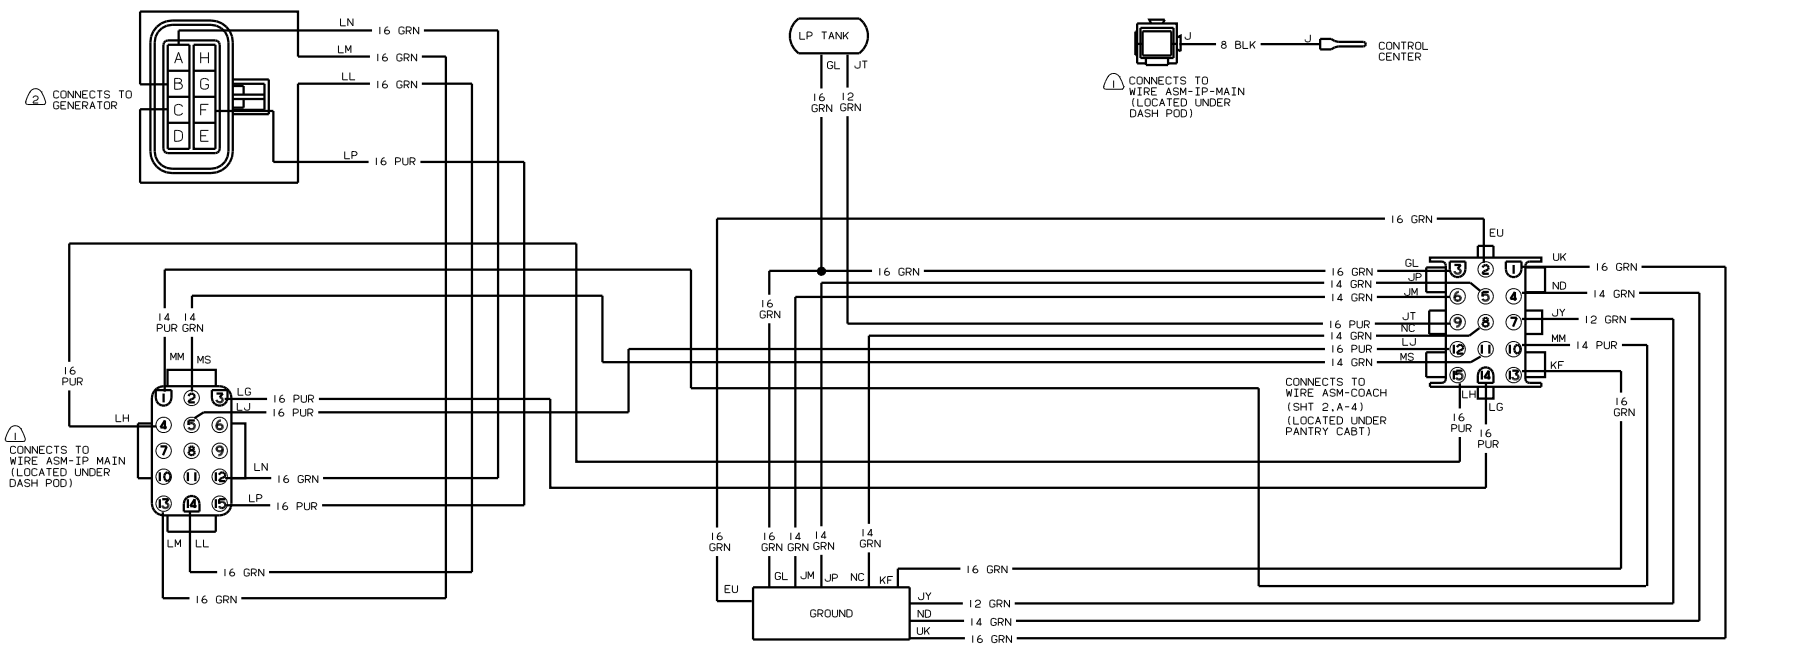 LN
16 GRN
LM
16 GRN
LL
16 GRN
LP
16 PUR
A H
B G
C F
D E
2
CONNECTS TO
GENERATOR
LP TANK
GL JT
16
GRN
12
GRN
J
8 BLK
J
CONTROL
CENTER
1
CONNECTS TO
WIRE ASM-IP-MAIN
(LOCATED UNDER
DASH POD)
16 GRN
EU
16 GRN
16 GRN
GL
14 GRN
JP
14 GRN
JM
16 PUR
JT
14 GRN
NC
16 PUR
LJ
14 GRN
MS
3 2 1
6 5 4
9 8 7
12 11 10
15 14 13
UK
16 GRN
ND
14 GRN
JY
12 GRN
MM
14 PUR
KF
16
GRN
LH
LG
16
PUR
16
PUR
CONNECTS TO
WIRE ASM-COACH
(SHT 2,A-4)
(LOCATED UNDER
PANTRY CABT)
16
GRN
14
PUR
14
GRN
MM
MS
16
PUR
LH
1 2 3
4 5 6
7 8 9
10 11 12
13 14 15
LG
16 PUR
LJ
16 PUR
LN
16 GRN
LP
16 PUR
LM LL
16 GRN
16 GRN
1
CONNECTS TO
WIRE ASM-IP MAIN
(LOCATED UNDER
DASH POD)
16
GRN
16
GRN
14
GRN
14
GRN
14
GRN
EU
GL
JM
JP
NC
KF
16 GRN
GROUND
JY
12 GRN
ND
14 GRN
UK
16 GRN